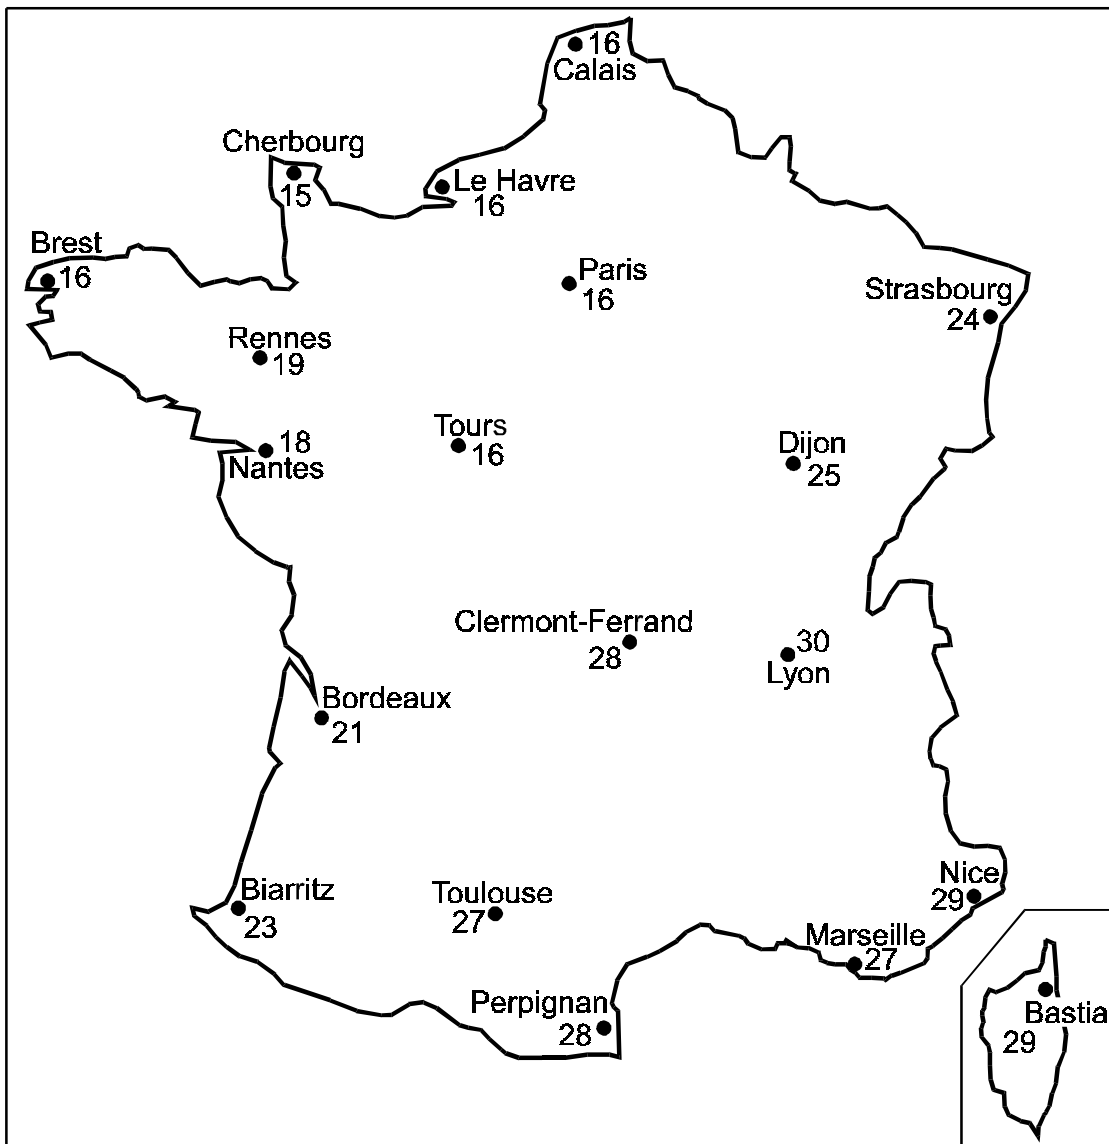 16
Calais
Cherbourg
15
Le Havre
16
Brest
16
Paris
16
Strasbourg
24
Rennes
19
18
Nantes
Tours
16
Dijon
25
Clermont-Ferrand
28
30
Lyon
Bordeaux
21
Biarritz
23
Toulouse
27
Nice
29
Marseille
27
Perpignan
28
Bastia
29